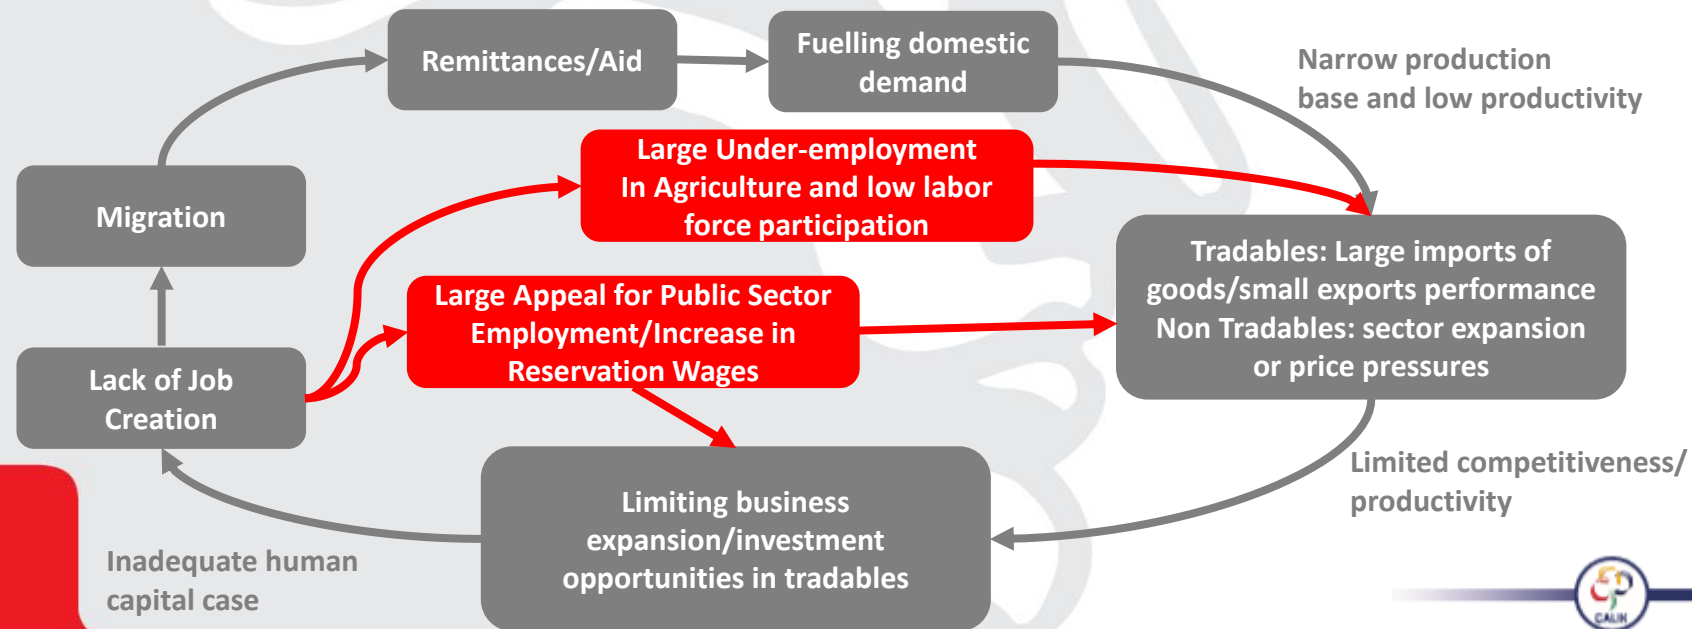 Remittances/Aid
Fuelling domestic
demand
Narrow production
base and low productivity
Large Under-employment
In Agriculture and low labor
force participation
Migration
Tradables: Large imports of
goods/small exports performance
Non Tradables: sector expansion
or price pressures
Large Appeal for Public Sector
Employment/Increase in
Reservation Wages
Lack of Job
Creation
Limited competitiveness/
productivity
Limiting business
expansion/investment
opportunities in tradables
Inadequate human
capital case
CALIN